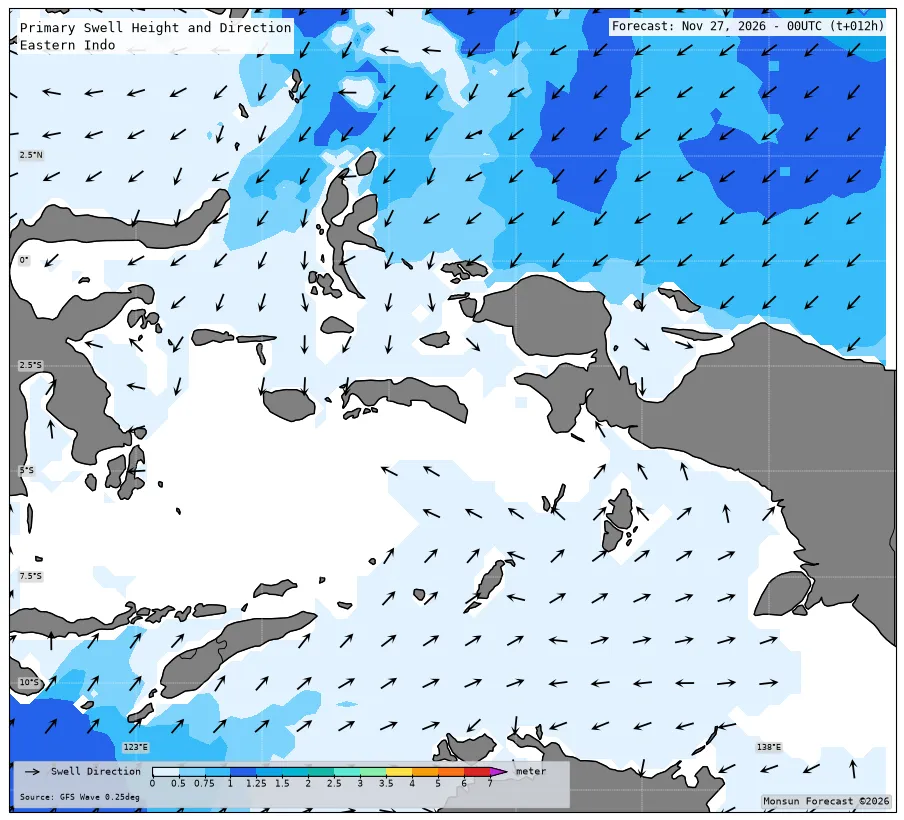 Primary Swell Height and Direction
Eastern Indo
Forecast: Nov 27, 2026 - 00UTC (t+012h)
2.5°N
0°
2.5°S
5°S
7.5°S
10°S
123°E
138°E
Swell Direction
meter
0 0.5 0.75 1 1.25 1.5 2 2.5 3 3.5 4 5 6 7
Source: GFS Wave 0.25deg
Monsun Forecast ©2026